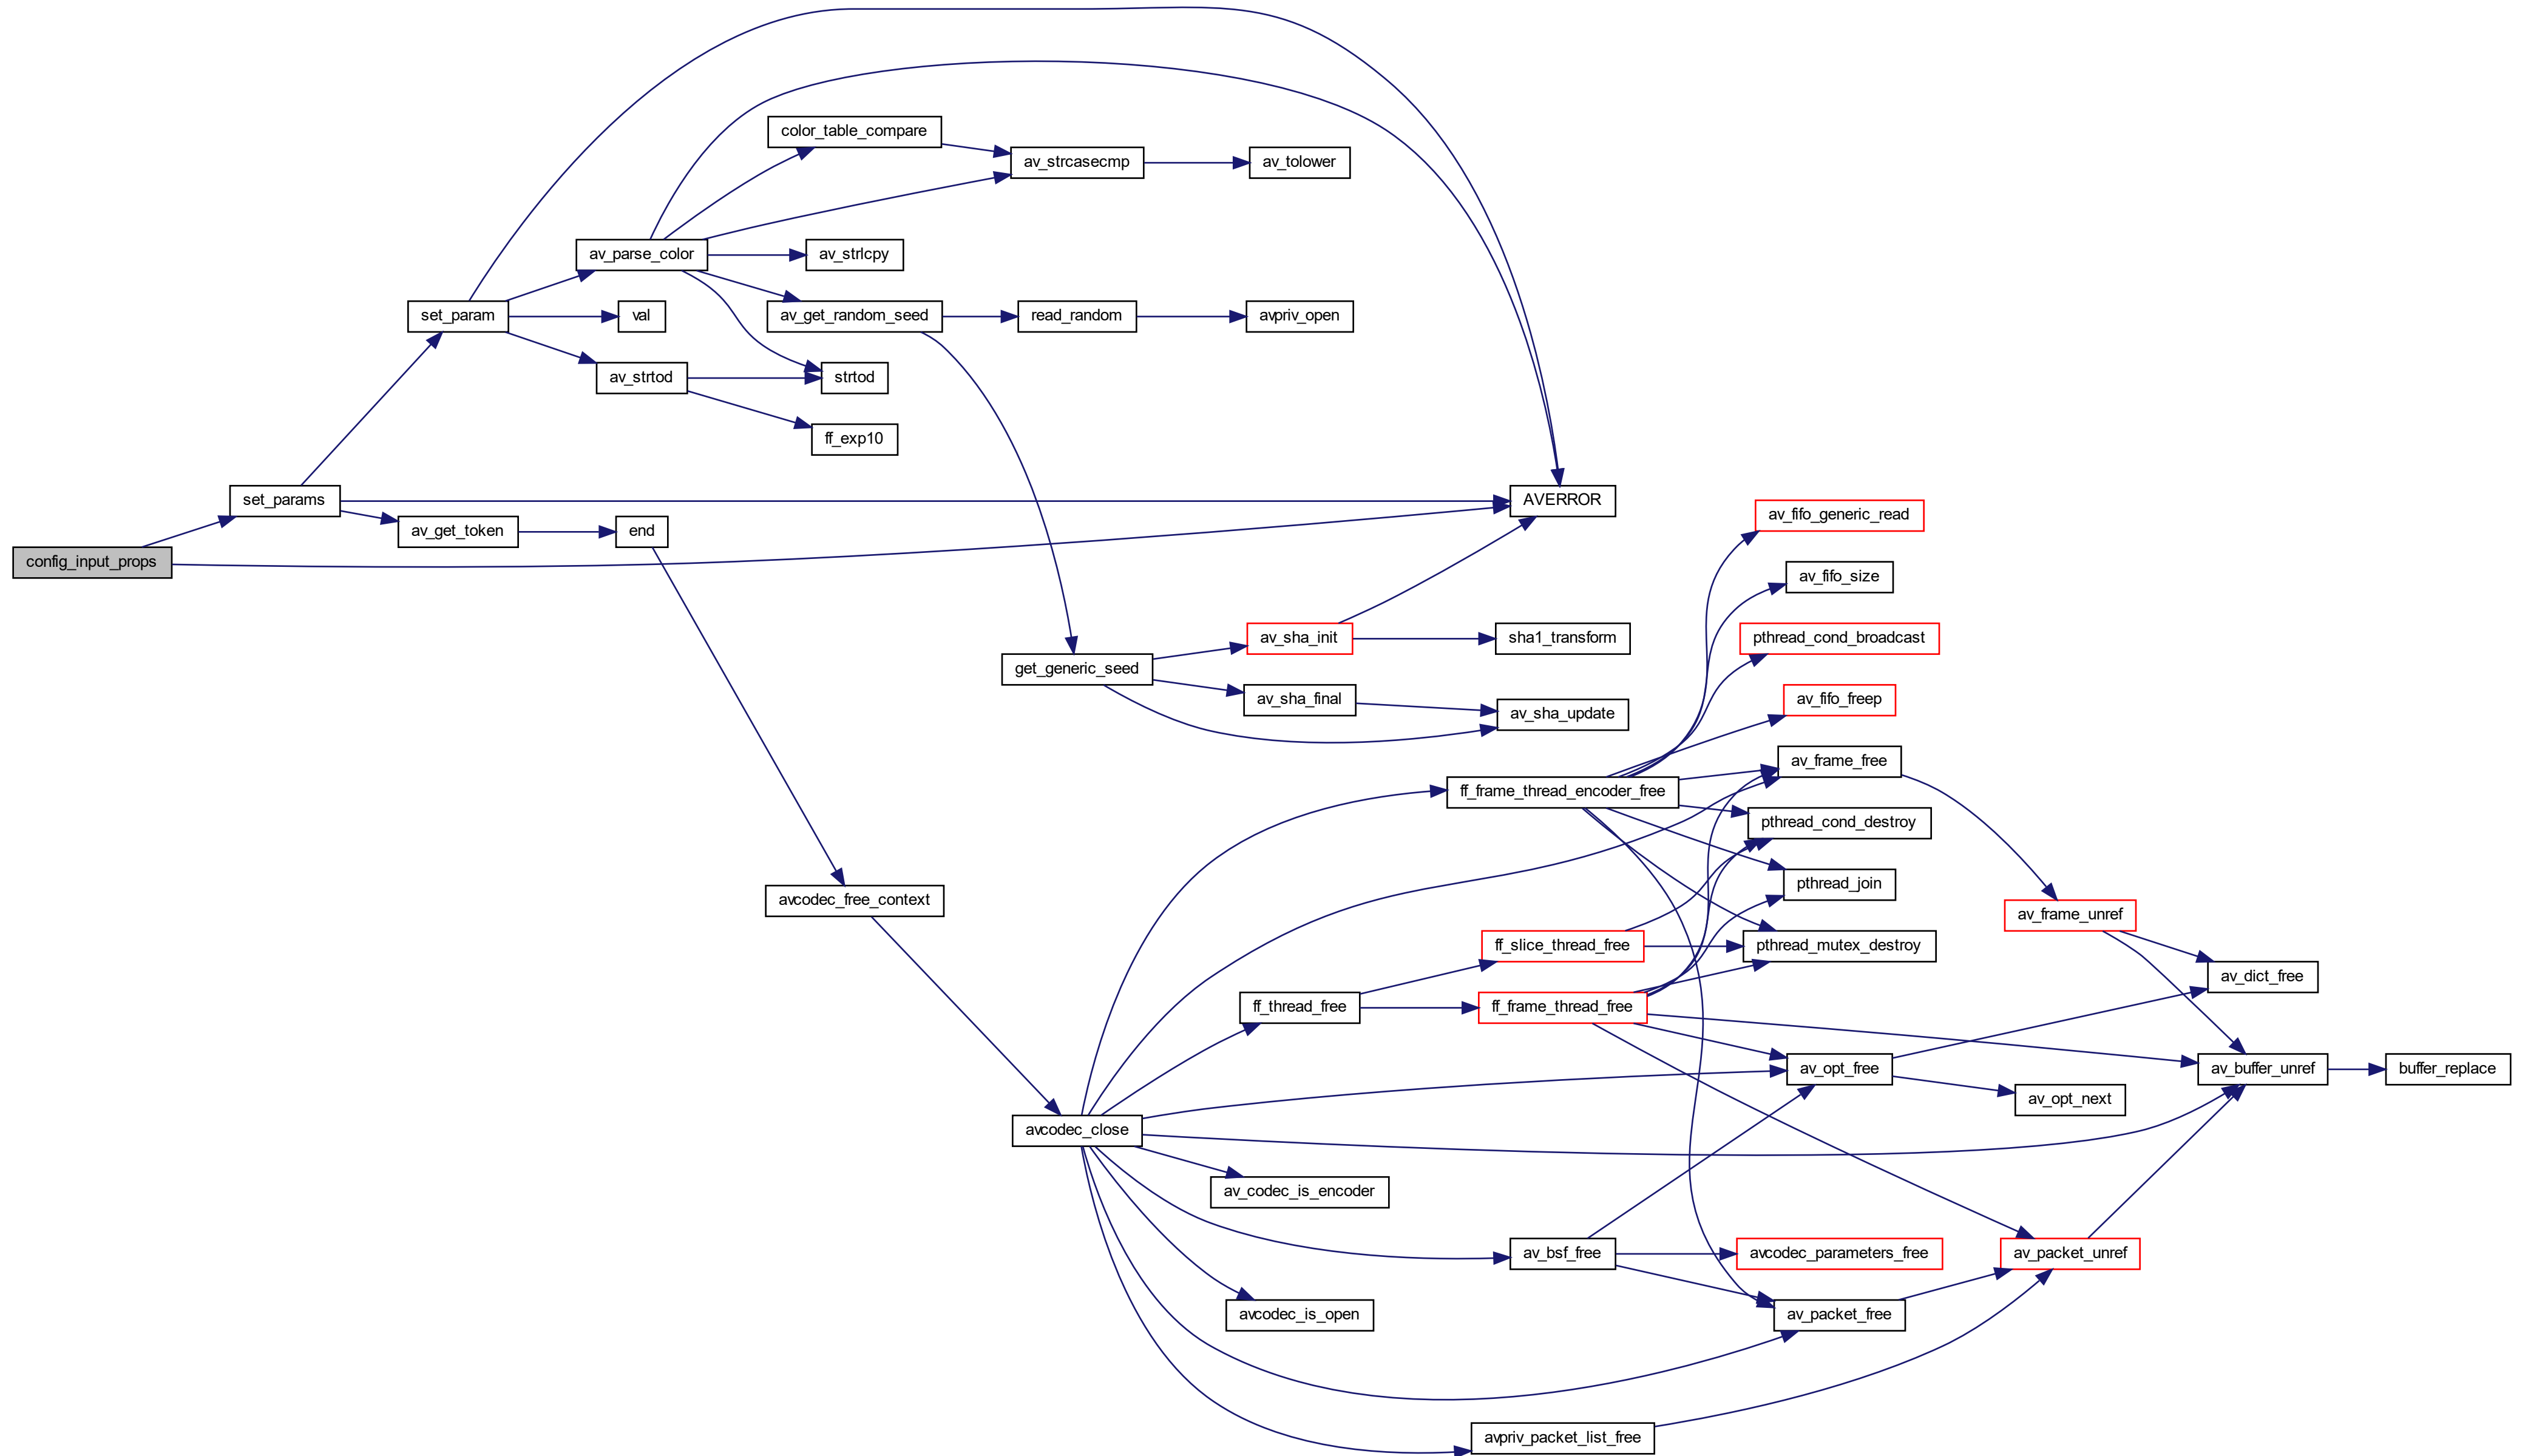 config_input_props
set_params
set_param
av_get_token
av_parse_color
val
av_strtod
end
color_table_compare
av_strlcpy
av_get_random_seed
strtod
ff_exp10
avcodec_free_context
av_strcasecmp
read_random
get_generic_seed
avcodec_close
av_tolower
avpriv_open
av_sha_init
av_sha_final
ff_thread_free
av_codec_is_encoder
avcodec_is_open
AVERROR
sha1_transform
av_sha_update
ff_frame_thread_encoder_free
ff_slice_thread_free
ff_frame_thread_free
av_bsf_free
avpriv_packet_list_free
av_fifo_generic_read
av_fifo_size
pthread_cond_broadcast
av_fifo_freep
av_frame_free
pthread_cond_destroy
pthread_join
pthread_mutex_destroy
av_opt_free
avcodec_parameters_free
av_packet_free
av_frame_unref
av_opt_next
av_packet_unref
av_dict_free
av_buffer_unref
buffer_replace